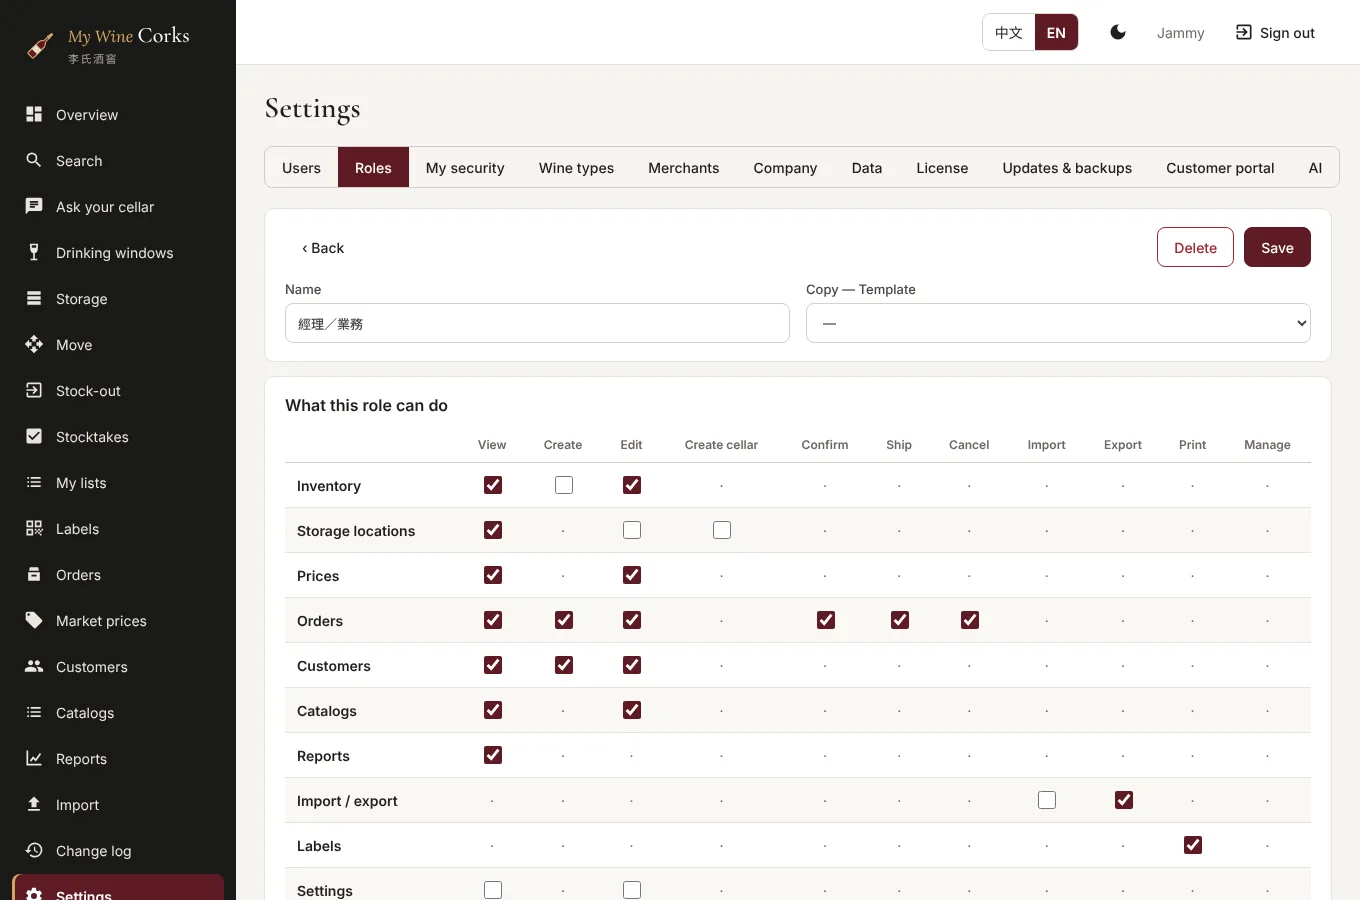 My Wine Corks
李氏酒窖
中文
EN
Jammy
Sign out
Overview
Search
Ask your cellar
Drinking windows
Storage
Move
Stock-out
Stocktakes
My lists
Labels
Orders
Market prices
Customers
Catalogs
Reports
Import
Change log
Settings
Settings
Users Roles My security Wine types Merchants Company Data License Updates & backups Customer portal AI
‹ Back
Delete
Save
Name
經理／業務
Copy — Template
—
What this role can do
View Create Edit Create cellar Confirm Ship Cancel Import Export Print Manage
Inventory
Storage locations
Prices
Orders
Customers
Catalogs
Reports
Import / export
Labels
Settings